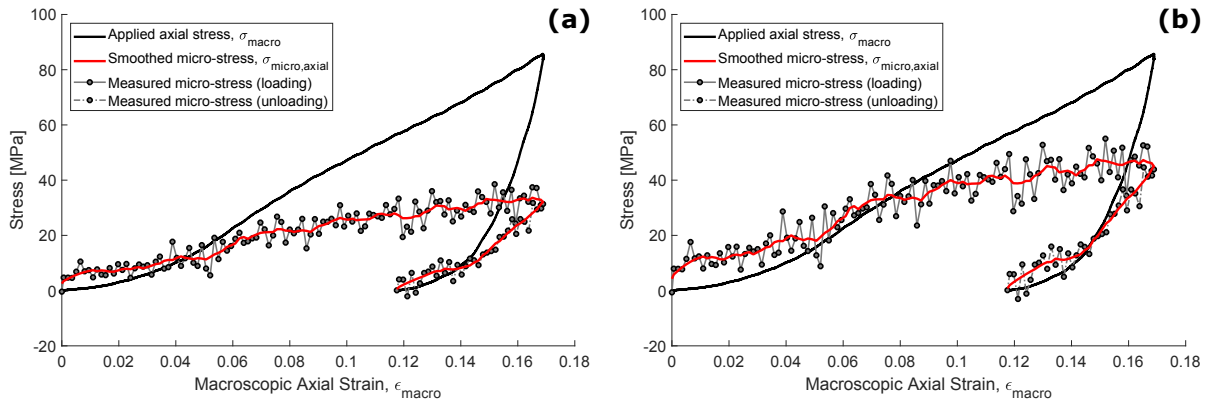 (a)
100
80
60
40
20
0
-20
Stress [MPa]
Applied axial stress, σmacro
Smoothed micro-stress, σmicro,axial
Measured micro-stress (loading)
Measured micro-stress (unloading)
0 0.02 0.04 0.06 0.08 0.1 0.12 0.14 0.16 0.18
Macroscopic Axial Strain, ϵmacro
(b)
100
80
60
40
20
0
-20
Stress [MPa]
Applied axial stress, σmacro
Smoothed micro-stress, σmicro,axial
Measured micro-stress (loading)
Measured micro-stress (unloading)
0 0.02 0.04 0.06 0.08 0.1 0.12 0.14 0.16 0.18
Macroscopic Axial Strain, ϵmacro